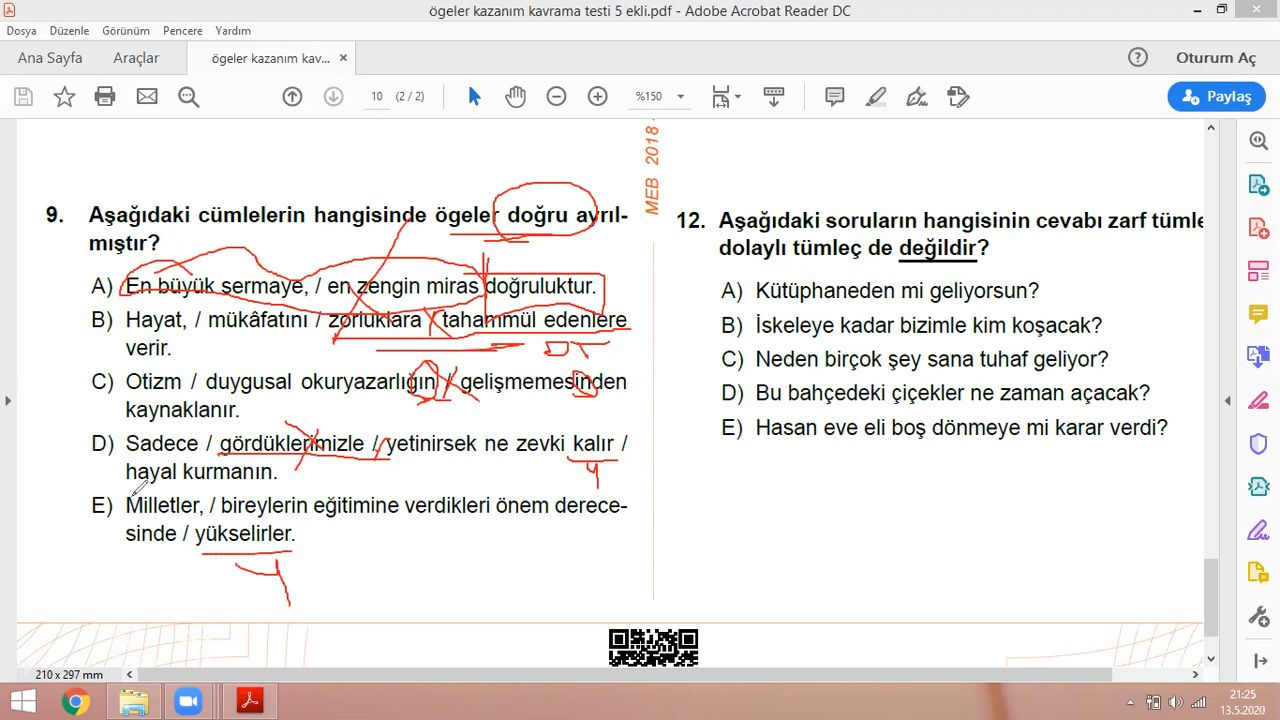 ögeler kazanım kavrama testi 5 ekli.pdf - Adobe Acrobat Reader DC
Dosya Düzenle Görünüm Pencere Yardım
Ana Sayfa Araçlar ögeler kazanım kav... × ? Oturum Aç
10 (2 / 2) %150 Paylaş
MEB 2018
9. Aşağıdaki cümlelerin hangisinde ögeler doğru ayrıl-
mıştır?
A) En büyük sermaye, / en zengin miras doğruluktur.
B) Hayat, / mükâfatını / zorluklara / tahammül edenlere
verir.
DT
C) Otizm / duygusal okuryazarlığın / gelişmemesinden
kaynaklanır.
D) Sadece / gördüklerimizle / yetinirsek ne zevki kalır /
hayal kurmanın.
y
E) Milletler, / bireylerin eğitimine verdikleri önem derece-
sinde / yükselirler.
y
12. Aşağıdaki soruların hangisinin cevabı zarf tümle
dolaylı tümleç de değildir?
A) Kütüphaneden mi geliyorsun?
B) İskeleye kadar bizimle kim koşacak?
C) Neden birçok şey sana tuhaf geliyor?
D) Bu bahçedeki çiçekler ne zaman açacak?
E) Hasan eve eli boş dönmeye mi karar verdi?
210 x 297 mm
21:25
13.5.2020